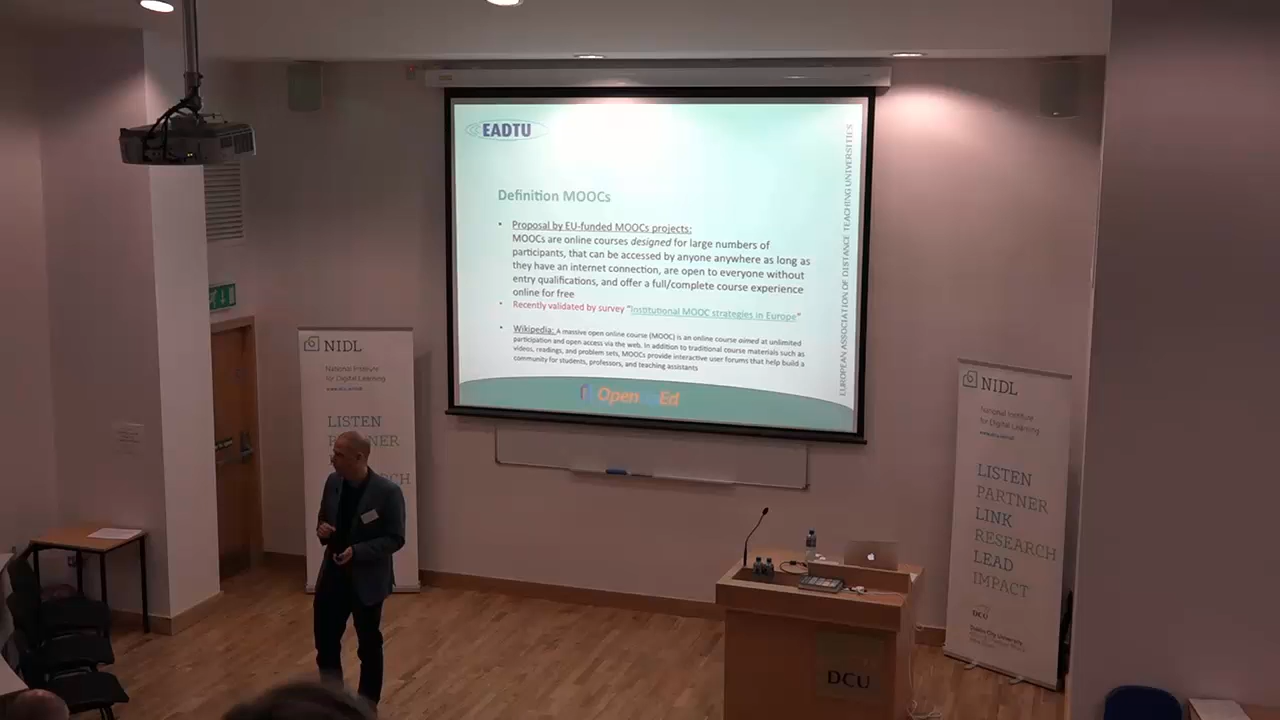 EADTU
EUROPEAN ASSOCIATION OF DISTANCE TEACHING UNIVERSITIES
Definition MOOCs
• Proposal by EU-funded MOOCs projects:
MOOCs are online courses designed for large numbers of
participants, that can be accessed by anyone anywhere as long as
they have an internet connection, are open to everyone without
entry qualifications, and offer a full/complete course experience
online for free
• Recently validated by survey "Institutional MOOC strategies in Europe"
• Wikipedia: A massive open online course (MOOC) is an online course aimed at unlimited
participation and open access via the web. In addition to traditional course materials such as
videos, readings, and problem sets, MOOCs provide interactive user forums that help build a
community for students, professors, and teaching assistants
OpenupEd
NIDL
National Institute
for Digital Learning
LISTEN
NIDL
National Institute
for Digital Learning
LISTEN
PARTNER
LINK
RESEARCH
LEAD
IMPACT
DCU
Dublin City University
DCU